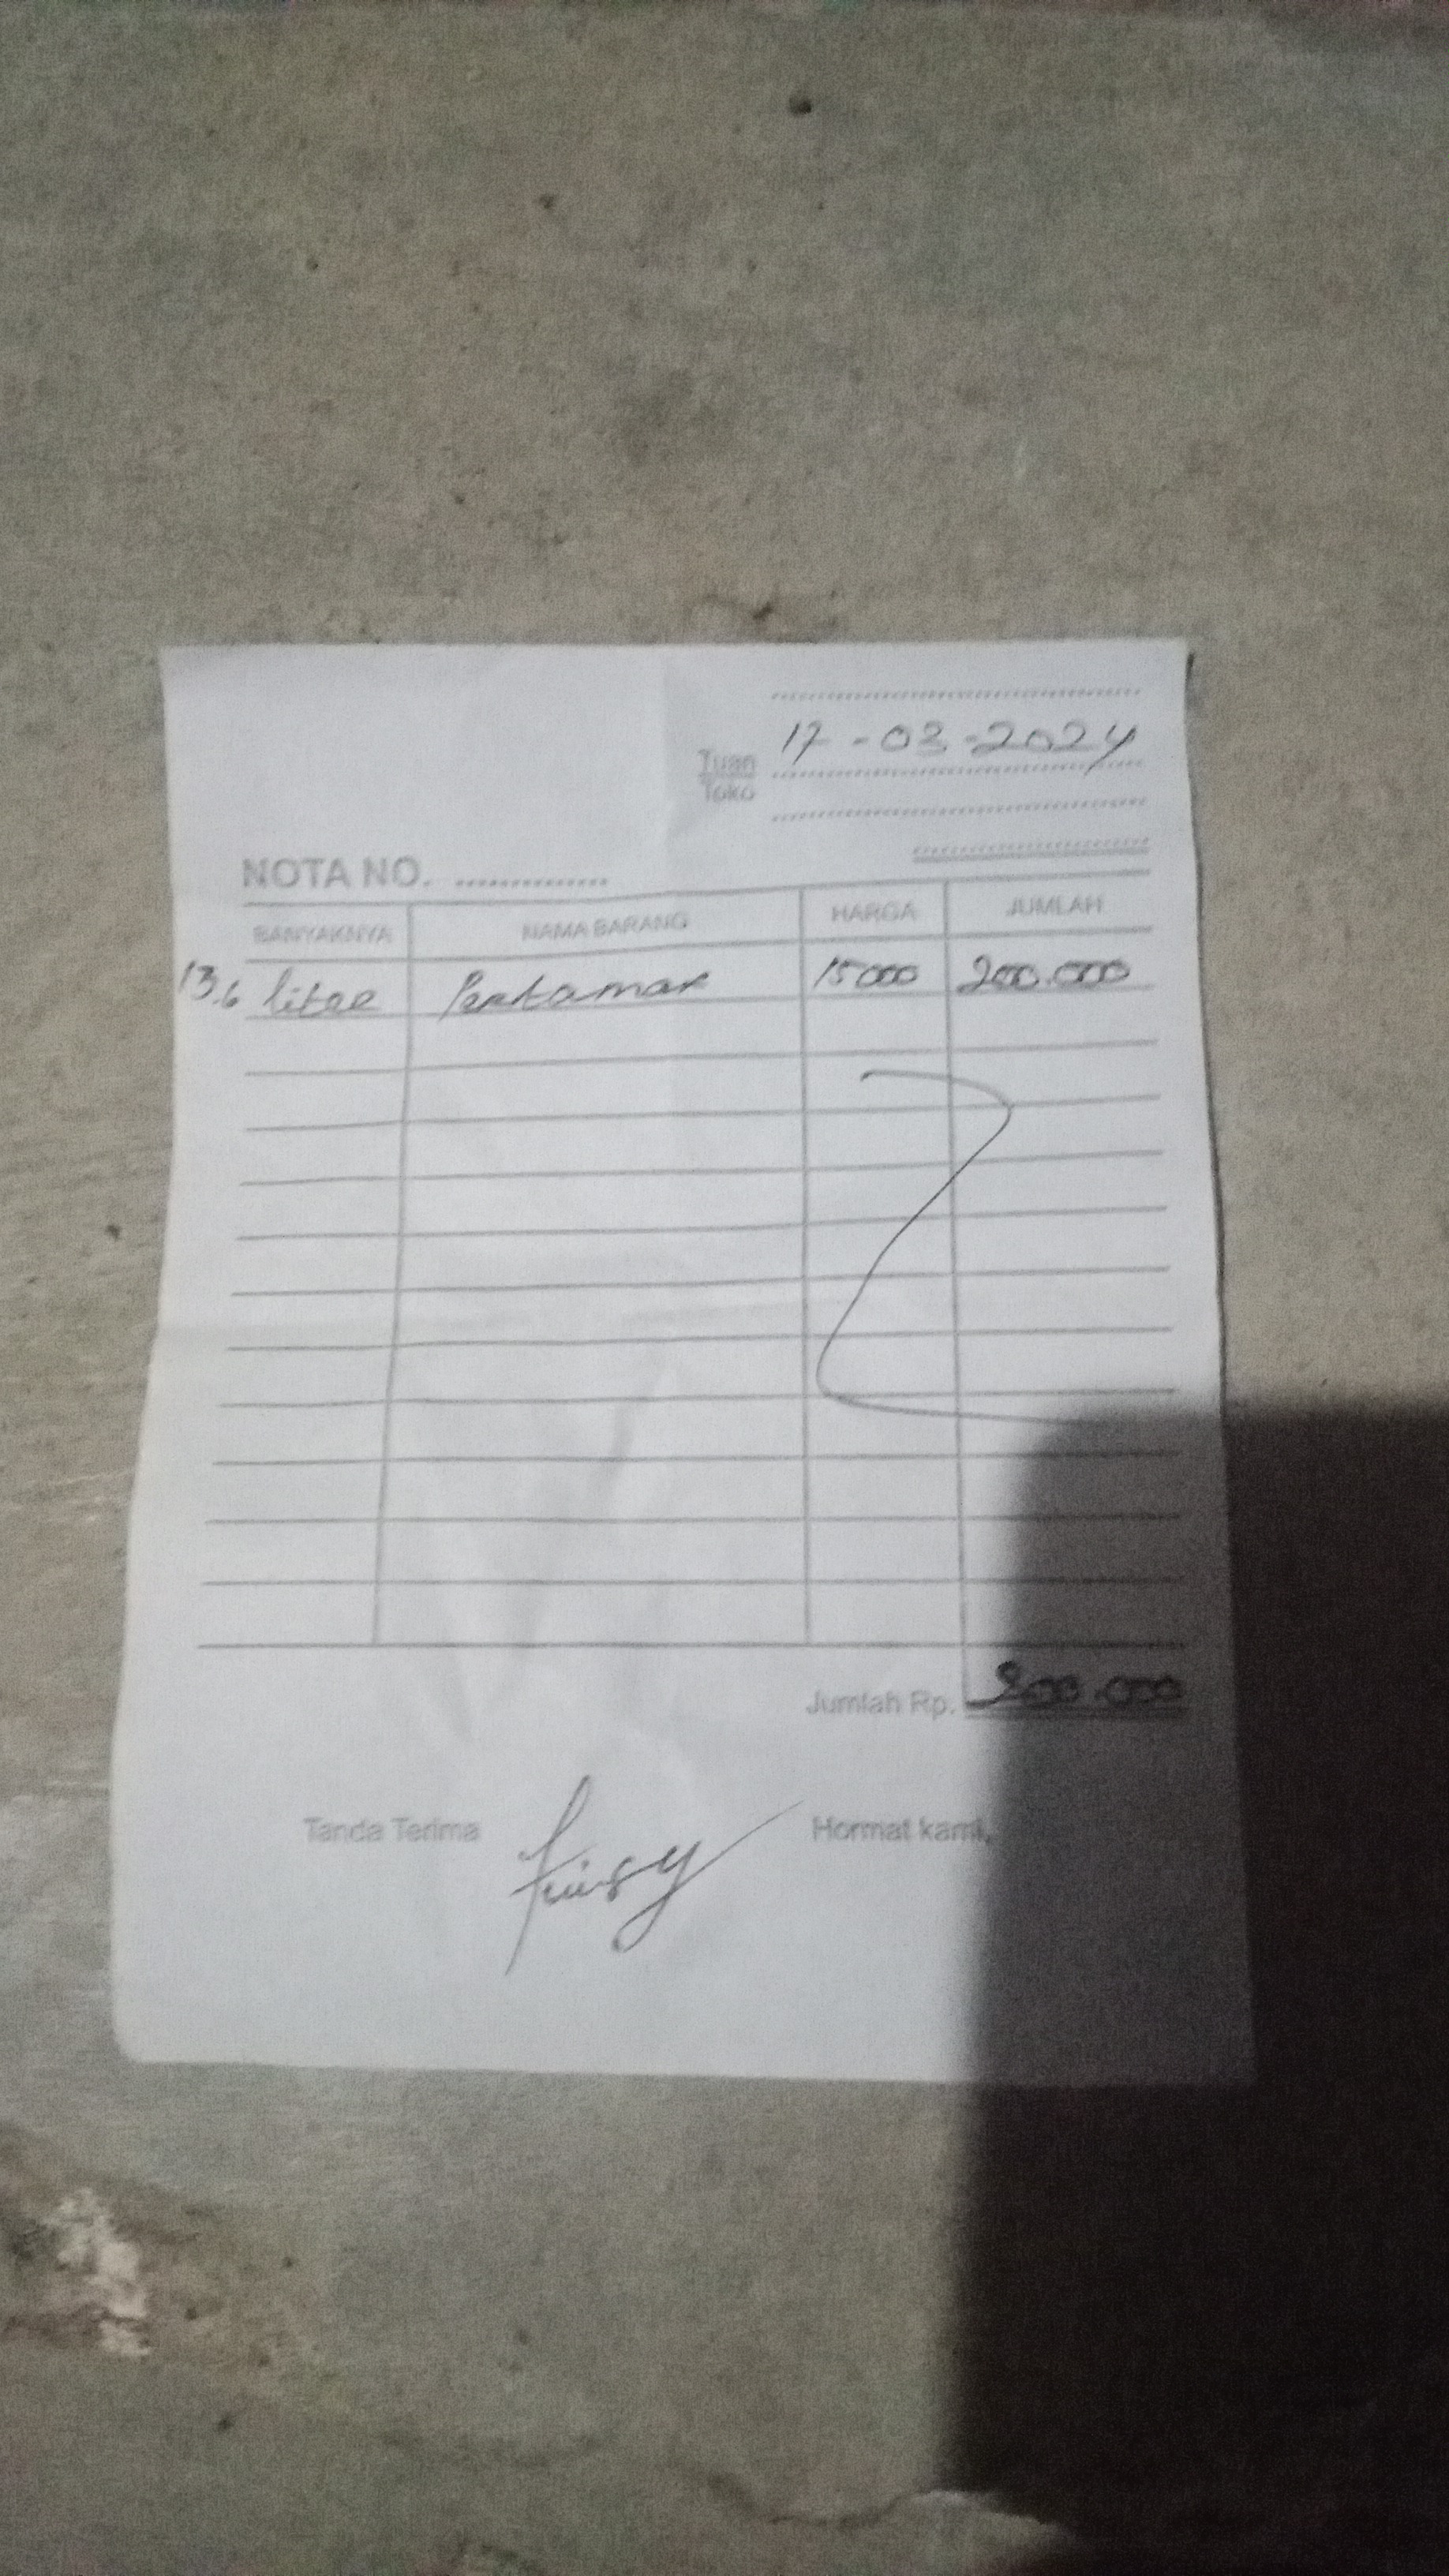 17-03-2024
Tuan
Toko
NOTA NO. ..............
BANYAKNYA NAMA BARANG HARGA JUMLAH
13,6 liter Pertamax 15000 200.000
Jumlah Rp. 200.000
Tanda Terima Hormat kami,